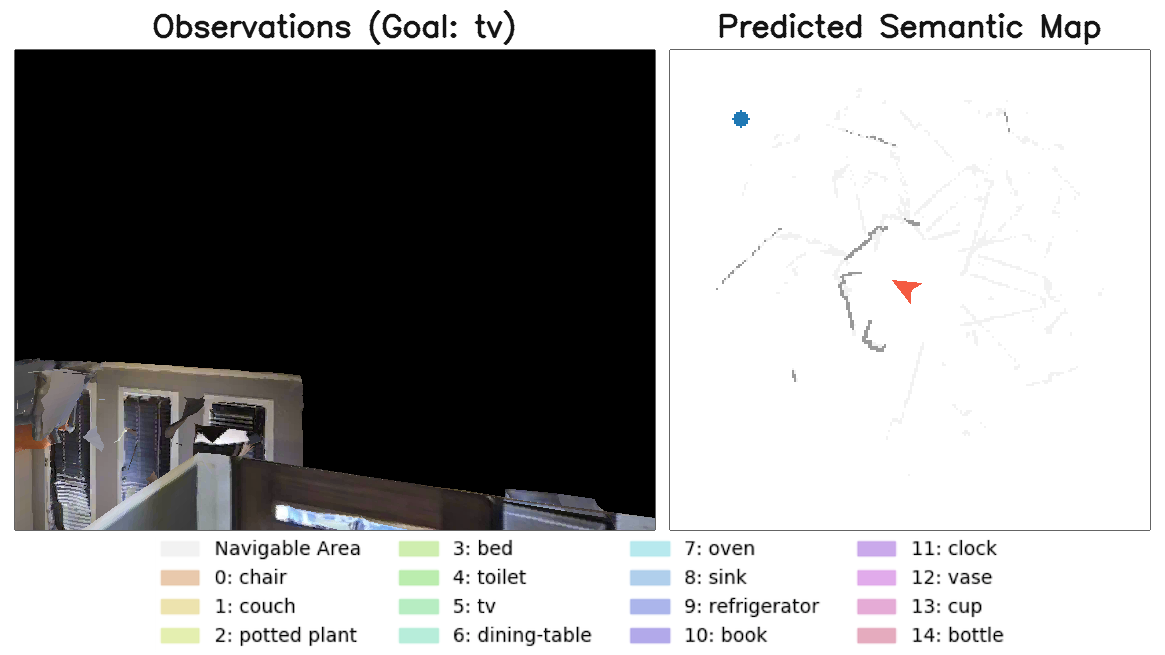 Observations (Goal: tv)
Predicted Semantic Map
Navigable Area
0: chair
1: couch
2: potted plant
3: bed
4: toilet
5: tv
6: dining-table
7: oven
8: sink
9: refrigerator
10: book
11: clock
12: vase
13: cup
14: bottle